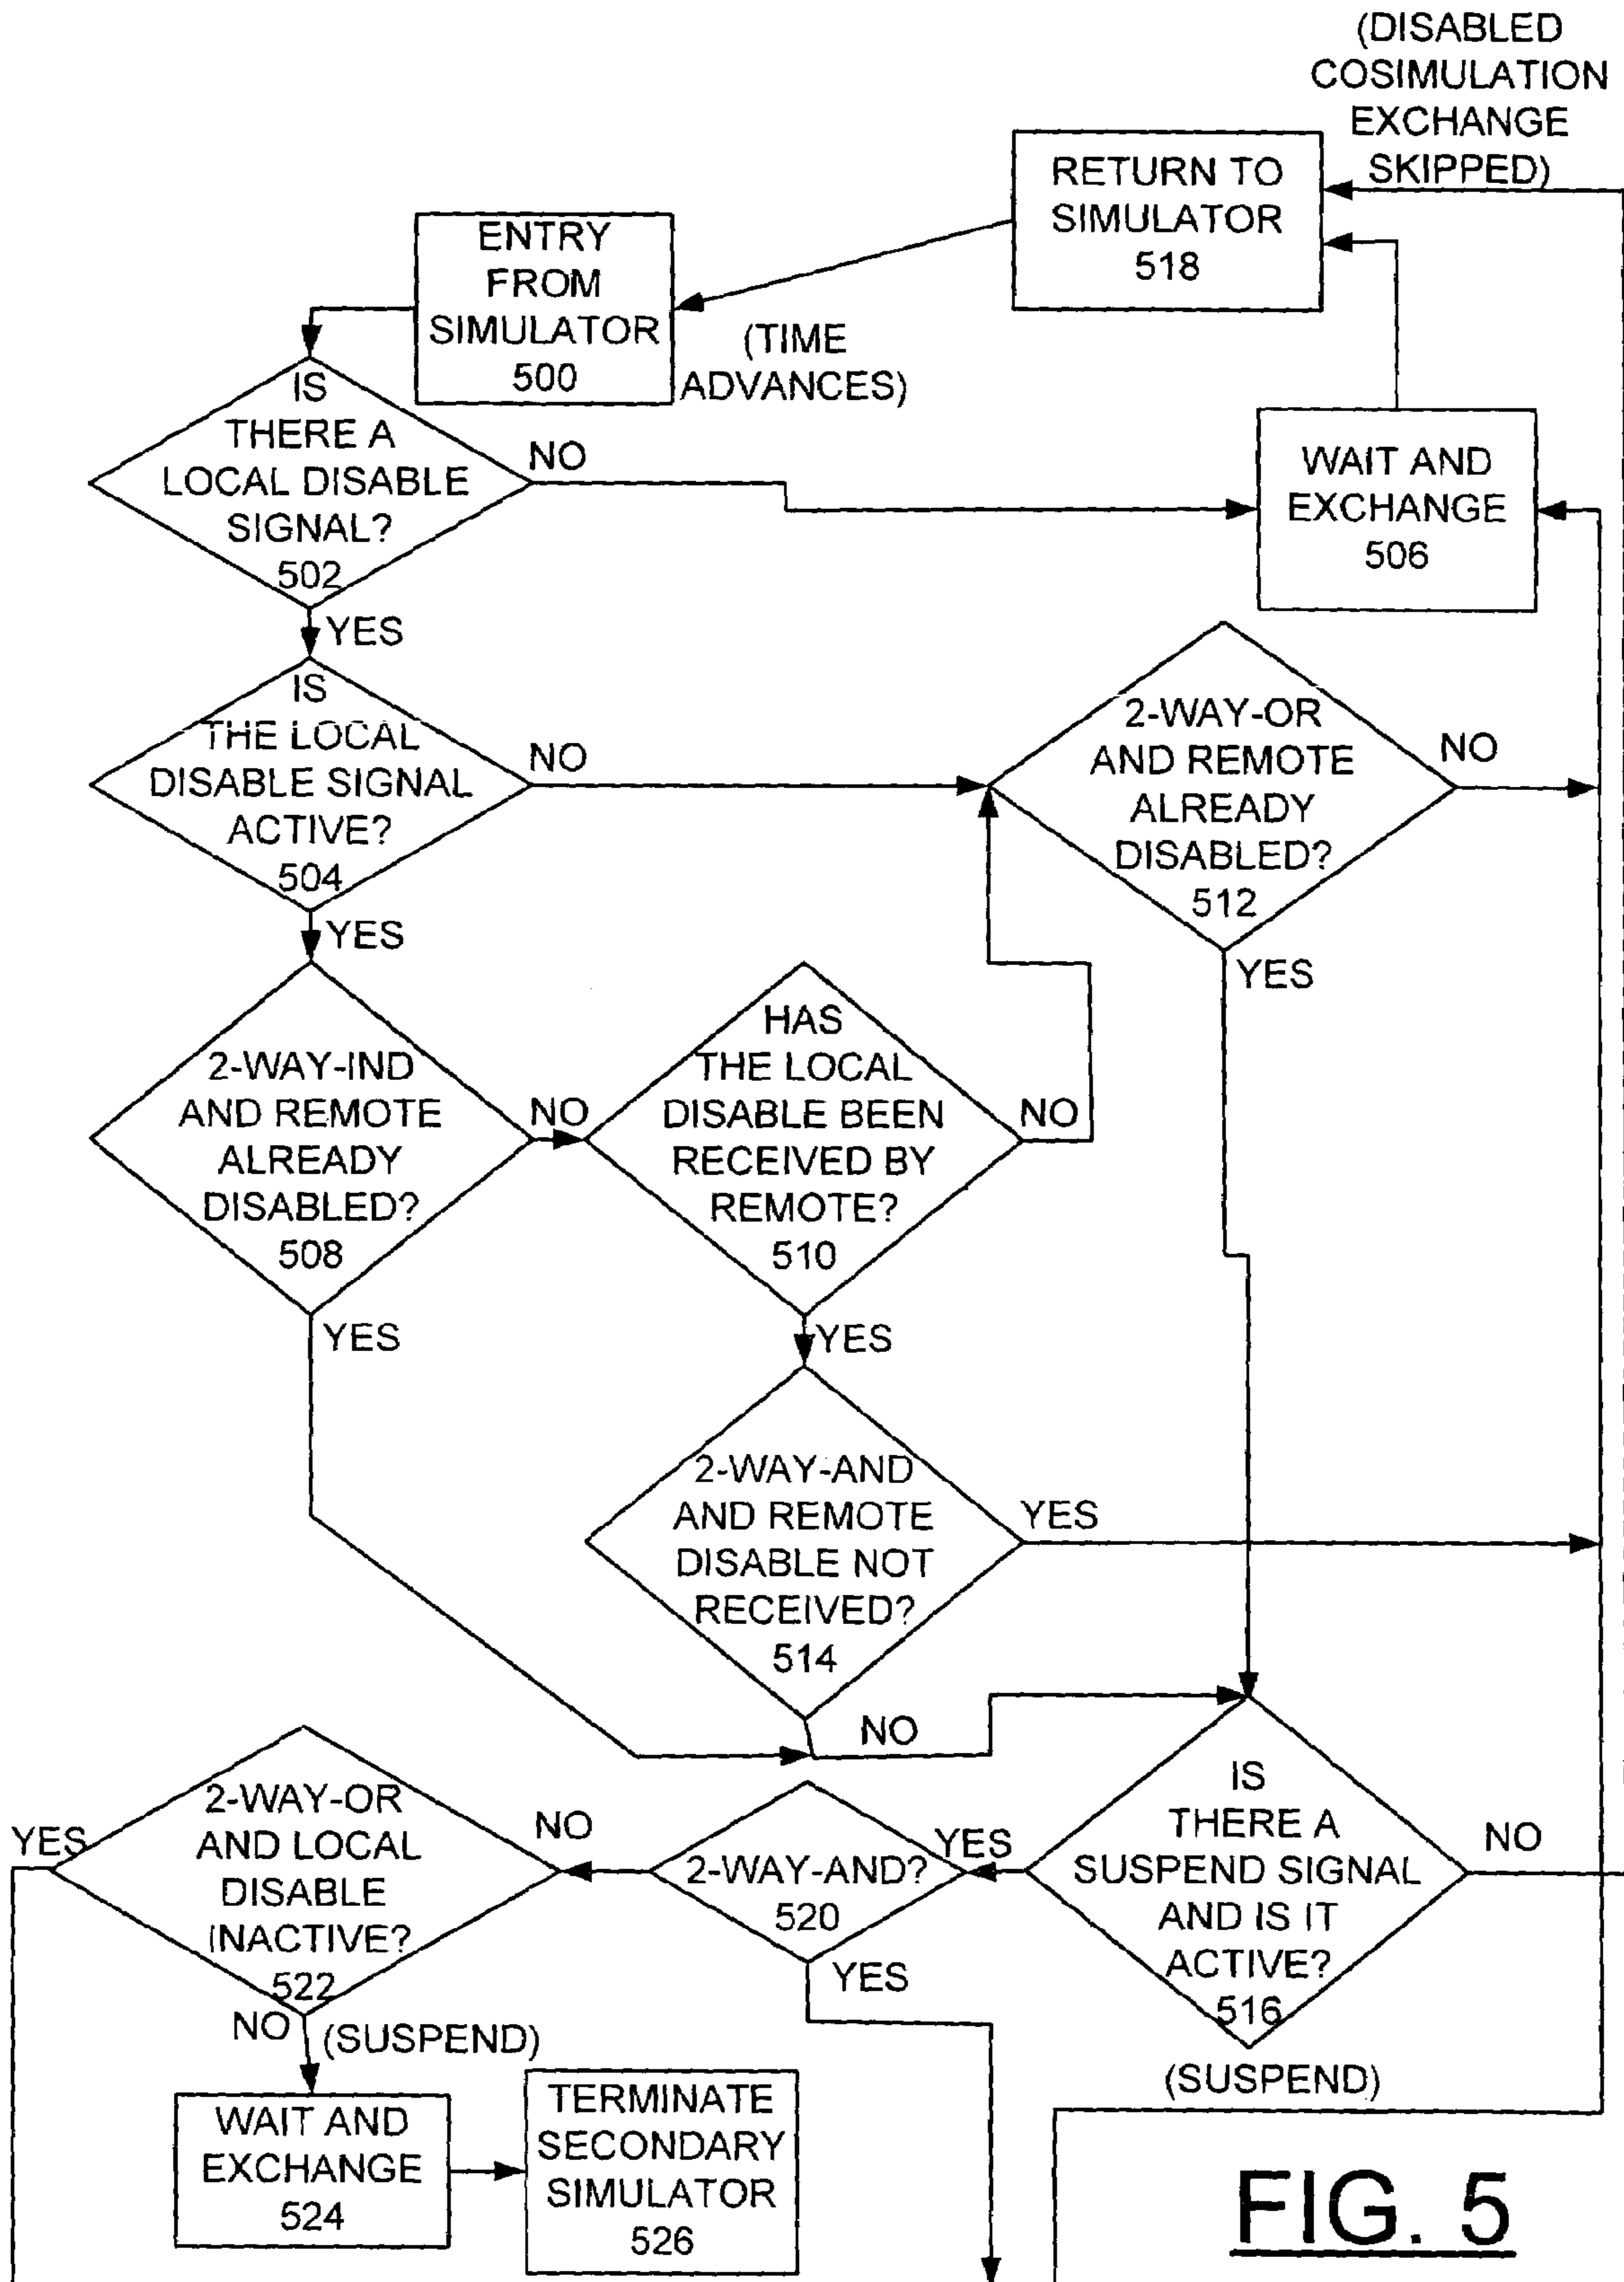 (DISABLED
COSIMULATION
EXCHANGE
SKIPPED)
RETURN TO
SIMULATOR
518
ENTRY
FROM
SIMULATOR
500
(TIME
ADVANCES)
IS
THERE A
LOCAL DISABLE
SIGNAL?
502
NO
YES
WAIT AND
EXCHANGE
506
IS
THE LOCAL
DISABLE SIGNAL
ACTIVE?
504
NO
YES
2-WAY-OR
AND REMOTE
ALREADY
DISABLED?
512
NO
YES
2-WAY-IND
AND REMOTE
ALREADY
DISABLED?
508
NO
YES
HAS
THE LOCAL
DISABLE BEEN
RECEIVED BY
REMOTE?
510
NO
YES
2-WAY-AND
AND REMOTE
DISABLE NOT
RECEIVED?
514
YES
NO
IS
THERE A
SUSPEND SIGNAL
AND IS IT
ACTIVE?
516
NO
YES
(SUSPEND)
2-WAY-AND?
520
NO
YES
2-WAY-OR
AND LOCAL
DISABLE
INACTIVE?
522
YES
NO
(SUSPEND)
WAIT AND
EXCHANGE
524
TERMINATE
SECONDARY
SIMULATOR
526
FIG. 5